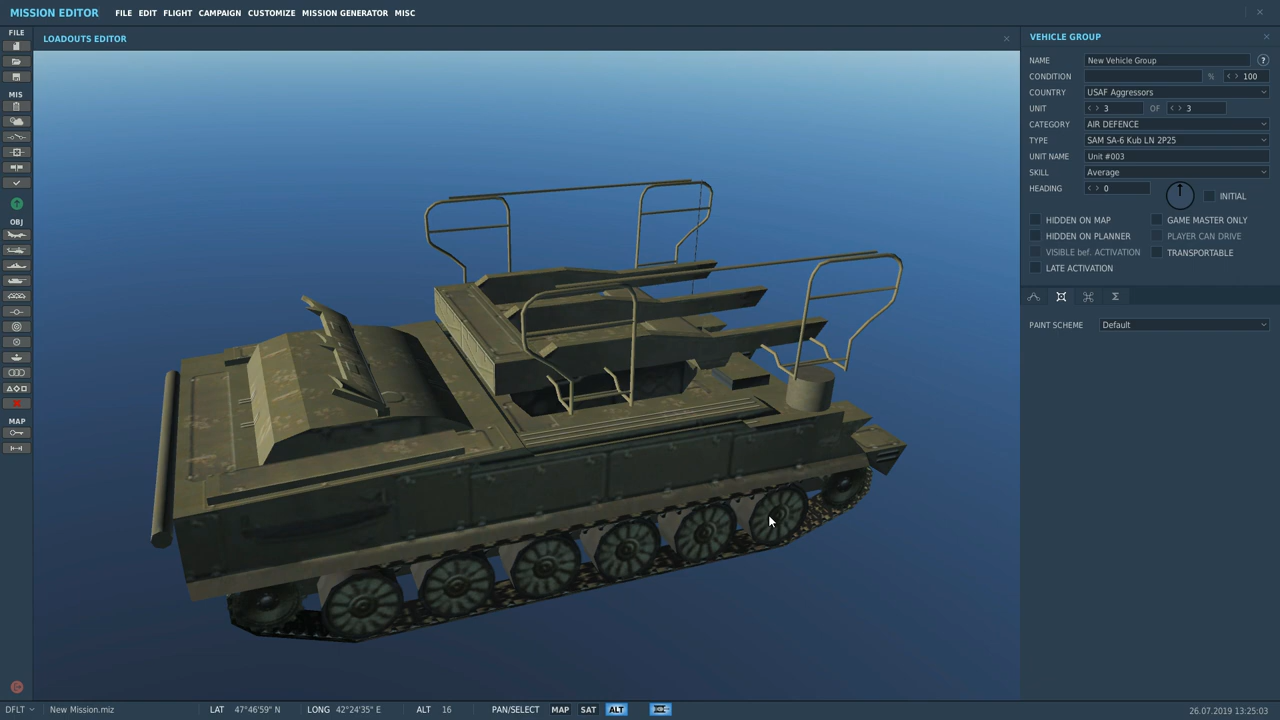 MISSION EDITOR FILE EDIT FLIGHT CAMPAIGN CUSTOMIZE MISSION GENERATOR MISC
FILE
LOADOUTS EDITOR
VEHICLE GROUP
NAME New Vehicle Group ?
CONDITION % < > 100
COUNTRY USAF Aggressors
UNIT < > 3 OF < > 3
CATEGORY AIR DEFENCE
TYPE SAM SA-6 Kub LN 2P25
UNIT NAME Unit #003
SKILL Average
HEADING < > 0 INITIAL
HIDDEN ON MAP GAME MASTER ONLY
HIDDEN ON PLANNER PLAYER CAN DRIVE
VISIBLE bef. ACTIVATION TRANSPORTABLE
LATE ACTIVATION
Σ
PAINT SCHEME Default
MIS
OBJ
MAP
DFLT New Mission.miz LAT 47°46'59" N LONG 42°24'35" E ALT 16 PAN/SELECT MAP SAT ALT 26.07.2019 13:25:03